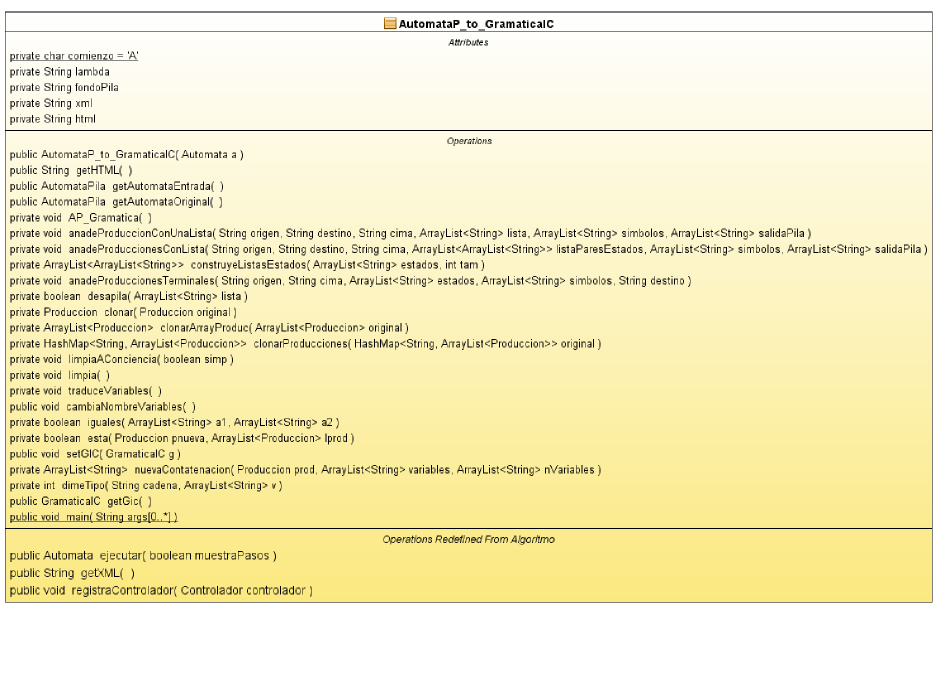 AutomataP_to_GramaticaIC
Attributes
private char comienzo = 'A'
private String lambda
private String fondoPila
private String xml
private String html
Operations
public AutomataP_to_GramaticaIC( Automata a )
public String getHTML( )
public AutomataPila getAutomataEntrada( )
public AutomataPila getAutomataOriginal( )
private void AP_Gramatica( )
private void anadeProduccionConUnaLista( String origen, String destino, String cima, ArrayList<String> lista, ArrayList<String> simbolos, ArrayList<String> salidaPila )
private void anadeProduccionesConLista( String origen, String destino, String cima, ArrayList<ArrayList<String>> listaParesEstados, ArrayList<String> simbolos, ArrayList<String> salidaPila )
private ArrayList<ArrayList<String>> construyeListasEstados( ArrayList<String> estados, int tam )
private void anadeProduccionesTerminales( String origen, String cima, ArrayList<String> estados, ArrayList<String> simbolos, String destino )
private boolean desapila( ArrayList<String> lista )
private Produccion clonar( Produccion original )
private ArrayList<Produccion> clonarArrayProduc( ArrayList<Produccion> original )
private HashMap<String, ArrayList<Produccion>> clonarProducciones( HashMap<String, ArrayList<Produccion>> original )
private void limpiaAConciencia( boolean simp )
private void limpia( )
private void traduceVariables( )
public void cambiaNombreVariables( )
private boolean iguales( ArrayList<String> a1, ArrayList<String> a2 )
private boolean esta( Produccion pnueva, ArrayList<Produccion> lprod )
public void setGIC( GramaticaIC g )
private ArrayList<String> nuevaContatenacion( Produccion prod, ArrayList<String> variables, ArrayList<String> nVariables )
private int dimeTipo( String cadena, ArrayList<String> v )
public GramaticaIC getGic( )
public void main( String args[0..*] )
Operations Redefined From Algoritmo
public Automata ejecutar( boolean muestraPasos )
public String getXML( )
public void registraControlador( Controlador controlador )